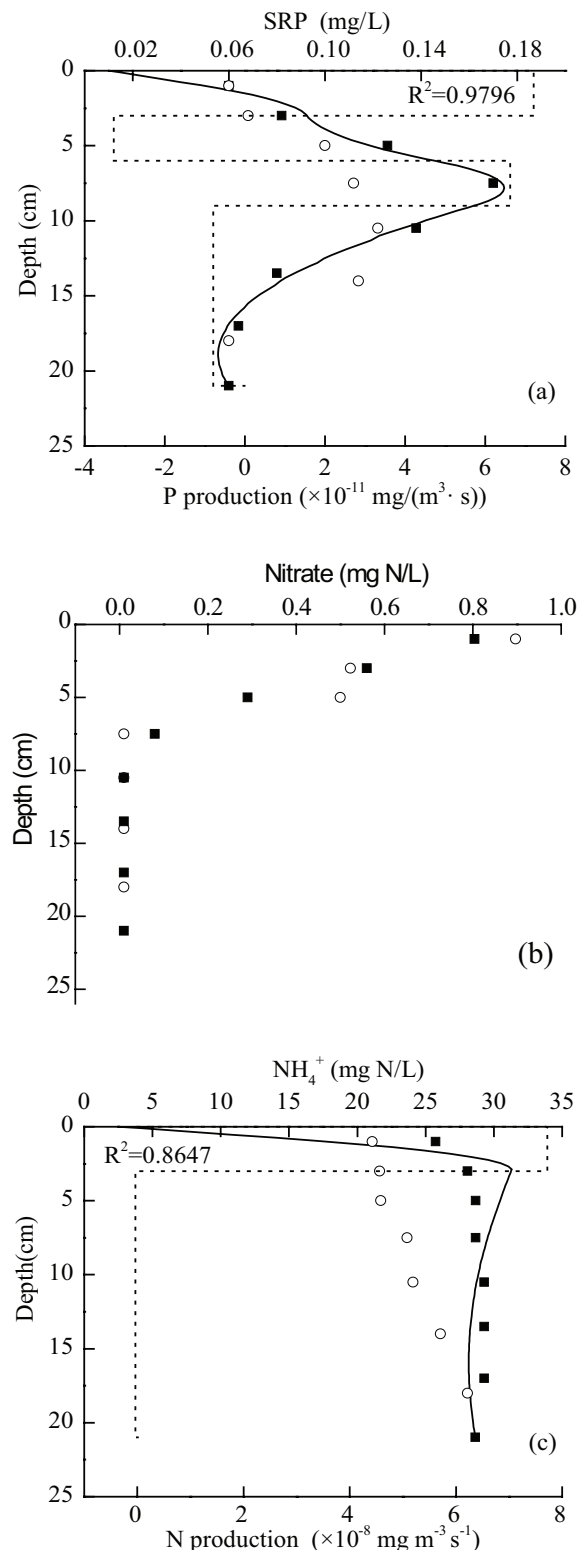 SRP (mg/L)
0.02 0.06 0.10 0.14 0.18
0
R²=0.9796
5
10
Depth (cm)
15
20
(a)
25
-4 -2 0 2 4 6 8
P production (×10⁻¹¹ mg/(m³· s))
Nitrate (mg N/L)
0.0 0.2 0.4 0.6 0.8 1.0
0
5
10
Depth (cm)
15
20
25
(b)
NH₄⁺ (mg N/L)
0 5 10 15 20 25 30 35
0
R²=0.8647
5
10
Depth(cm)
15
20
(c)
25
0 2 4 6 8
N production (×10⁻⁸ mg m⁻³ s⁻¹)